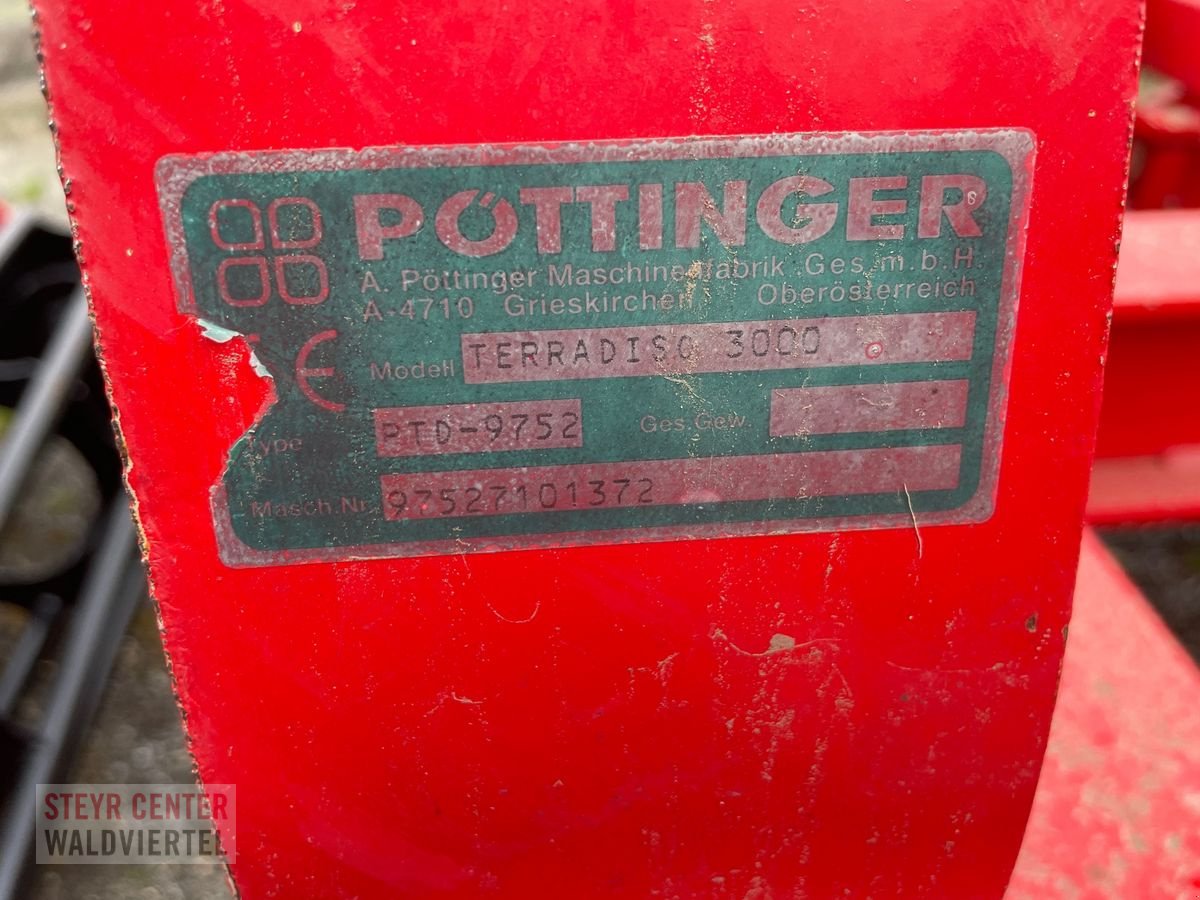 PÖTTINGER
A. Pöttinger Maschinenfabrik Ges.m.b.H.
A-4710 Grieskirchen Oberösterreich
CE
Modell TERRADISC 3000
Type PTD-9752 Ges.Gew.
Masch.Nr. 97527101372
STEYR CENTER
WALDVIERTEL